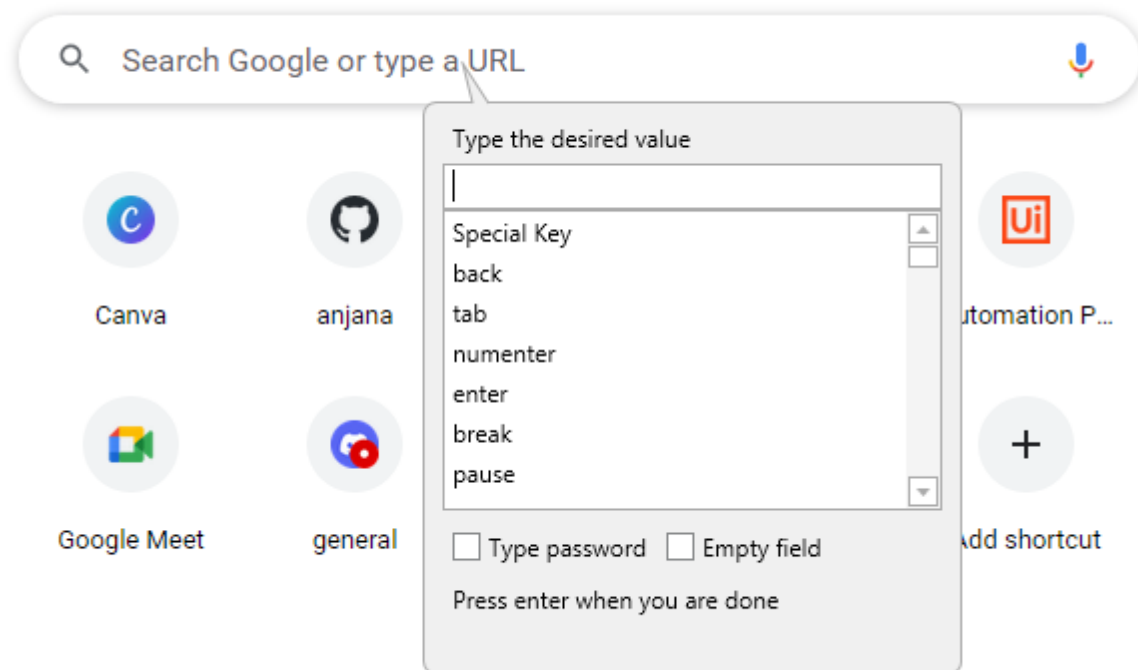 Search Google or type a URL
Type the desired value
Special Key
back
tab
numenter
enter
break
pause
Type password
Empty field
Press enter when you are done
C
Canva
anjana
Ui
utomation P...
Google Meet
general
Add shortcut